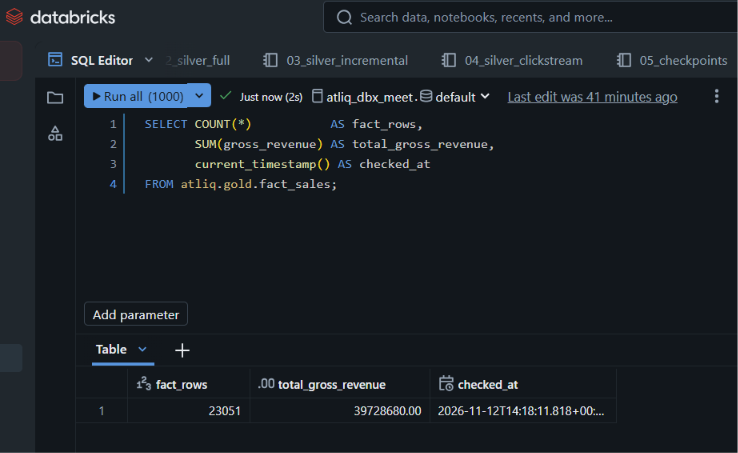 databricks
Search data, notebooks, recents, and more...
SQL Editor 2_silver_full 03_silver_incremental 04_silver_clickstream 05_checkpoints
Run all (1000) Just now (2s) atliq_dbx_meet. default Last edit was 41 minutes ago
1 SELECT COUNT(*) AS fact_rows,
2 SUM(gross_revenue) AS total_gross_revenue,
3 current_timestamp() AS checked_at
4 FROM atliq.gold.fact_sales;
Add parameter
Table
123 fact_rows .00 total_gross_revenue checked_at
1 23051 39728680.00 2026-11-12T14:18:11.818+00:...